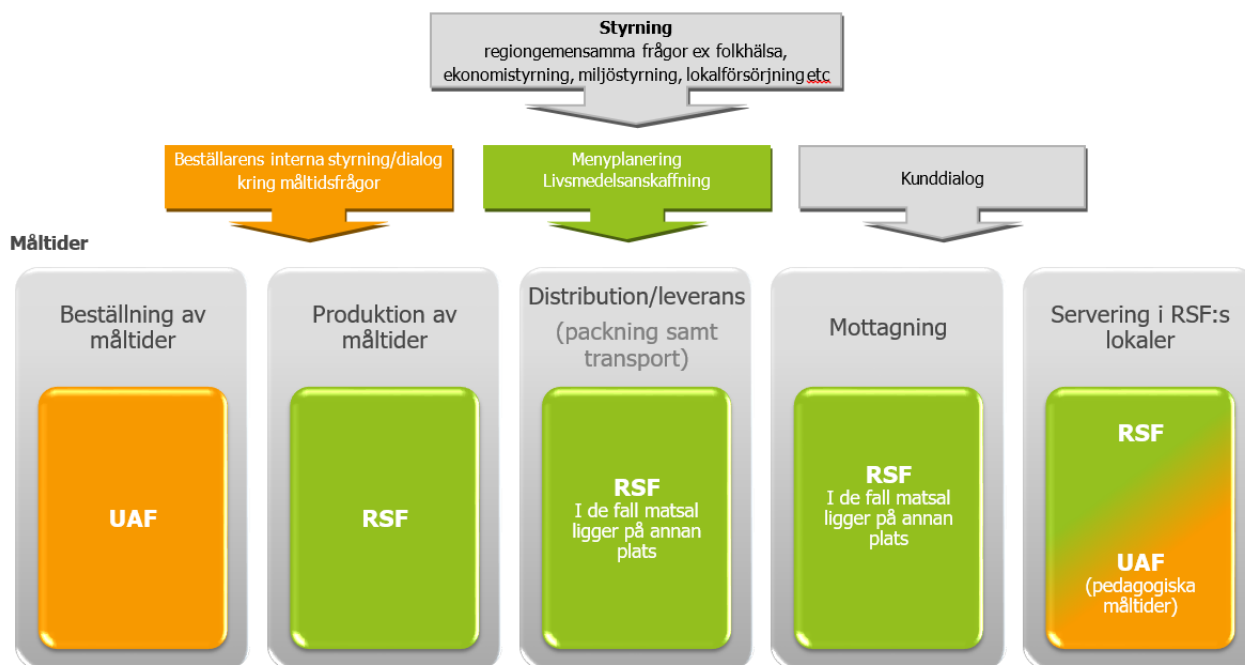 Styrning
regiongemensamma frågor ex folkhälsa,
ekonomistyrning, miljöstyrning, lokalförsörjning etc
Beställarens interna styrning/dialog
kring måltidsfrågor
Menyplanering
Livsmedelsanskaffning
Kunddialog
Måltider
Beställning av
måltider
UAF
Produktion av
måltider
RSF
Distribution/leverans
(packning samt
transport)
RSF
I de fall matsal
ligger på annan
plats
Mottagning
RSF
I de fall matsal
ligger på annan
plats
Servering i RSF:s
lokaler
RSF
UAF
(pedagogiska
måltider)